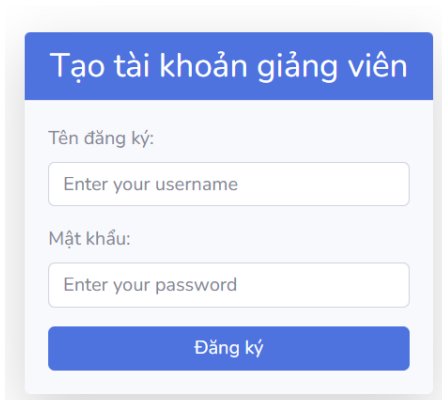 Tạo tài khoản giảng viên
Tên đăng ký:
Enter your username
Mật khẩu:
Enter your password
Đăng ký